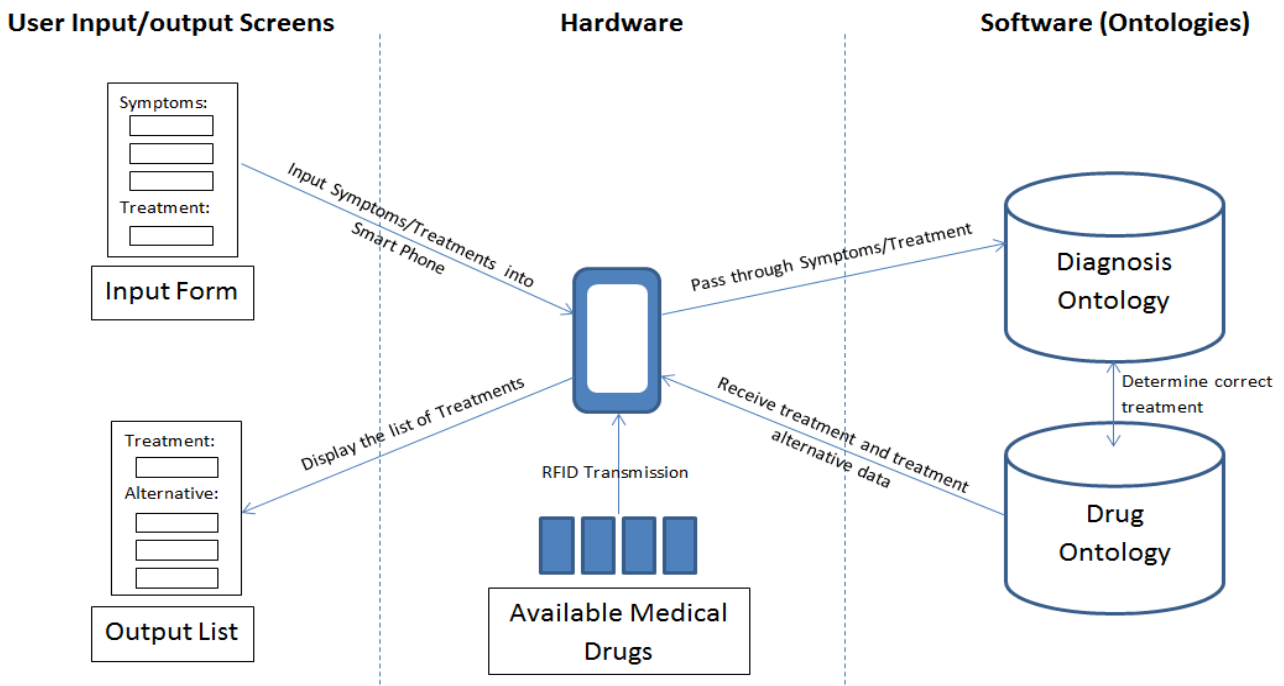 User Input/output Screens
Hardware
Software (Ontologies)
Symptoms:
Treatment:
Input Form
Input Symptoms/Treatments into
Smart Phone
Pass through Symptoms/Treatment
Diagnosis
Ontology
Determine correct
treatment
Receive treatment and treatment
alternative data
Drug
Ontology
Display the list of Treatments
RFID Transmission
Available Medical
Drugs
Treatment:
Alternative:
Output List